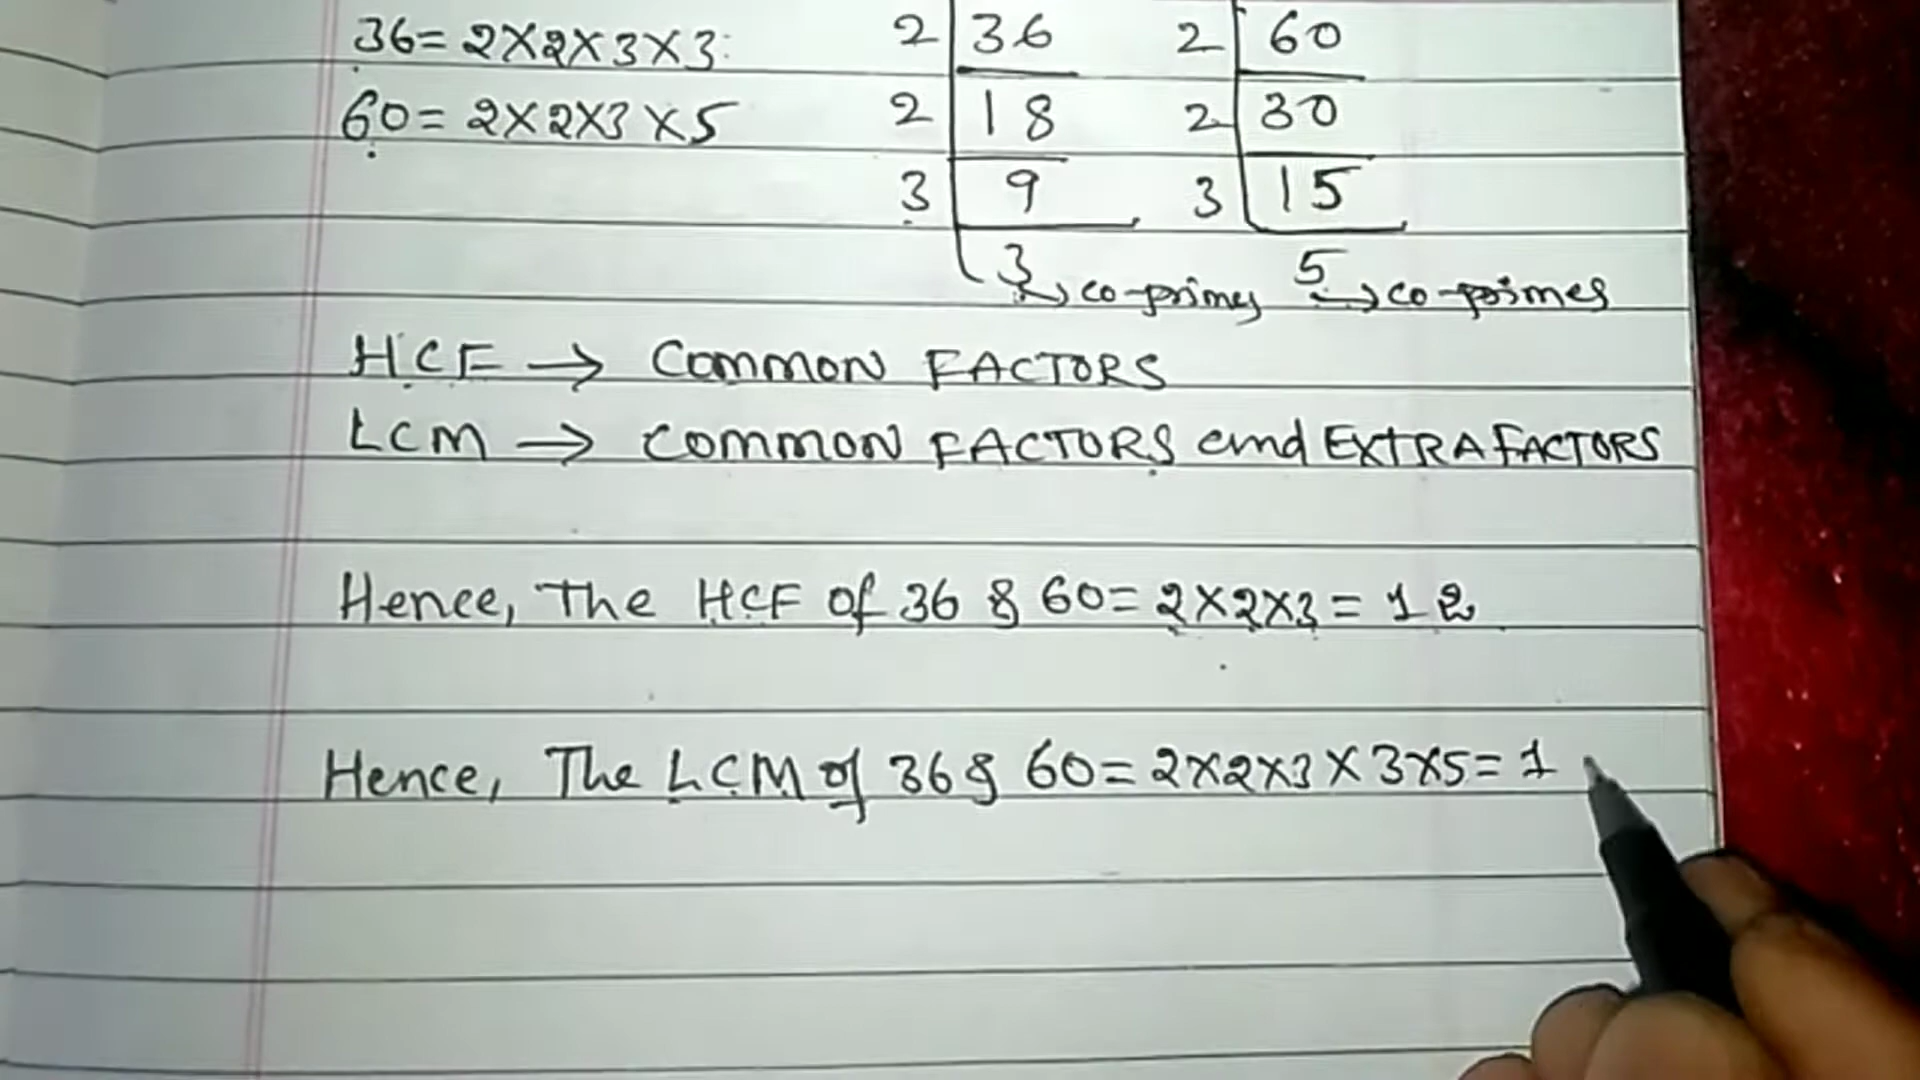 36= 2×2×3×3 2 36 2 60
60= 2×2×3×5 2 18 2 30
3 9 3 15
3 → co-primes 5 → co-primes
HCF → COMMON FACTORS
LCM → COMMON FACTORS and EXTRA FACTORS
Hence, The HCF of 36 & 60= 2×2×3= 12
Hence, The LCM of 36 & 60= 2×2×3×3×5= 1